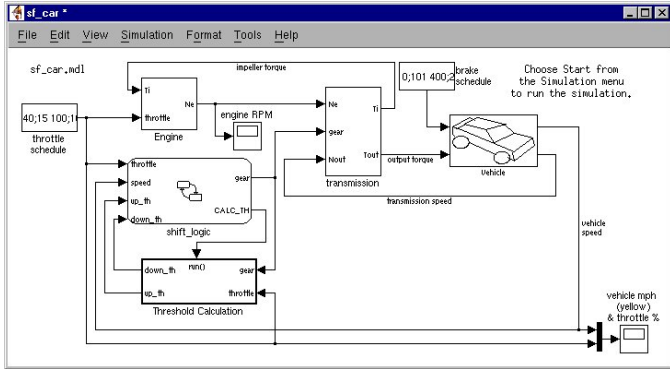 sf_car *
File Edit View Simulation Format Tools Help
sf_car.mdl
impeller torque
0;101 400;2
brake
schedule
Choose Start from
the Simulation menu
to run the simulation.
Ti
Ne
throttle
Engine
engine RPM
Ne
Ti
gear
Nout
Tout
transmission
output torque
vehicle
40;15 100;1
throttle
schedule
throttle
speed
up_th
down_th
gear
CALC_TH
shift_logic
transmission speed
vehicle
speed
run()
down_th
gear
up_th
throttle
Threshold Calculation
vehicle mph
(yellow)
& throttle %